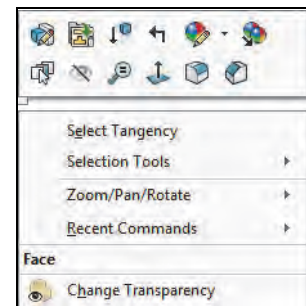 Select Tangency
Selection Tools
Zoom/Pan/Rotate
Recent Commands
Face
Change Transparency